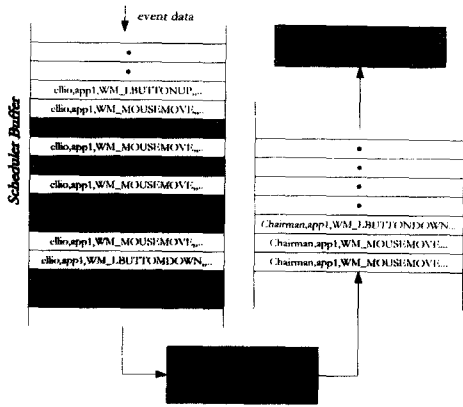 event data
Scheduler Buffer
ellio,app1,WM_LBUTTONUP,,...
ellio,app1,WM_MOUSEMOVE,,...
ellio,app1,WM_MOUSEMOVE,,...
ellio,app1,WM_MOUSEMOVE,,...
ellio,app1,WM_MOUSEMOVE,,...
ellio,app1,WM_LBUTTOMDOWN,,...
Chairman,app1,WM_LBUTTONDOWN...
Chairman,app1,WM_MOUSEMOVE...
Chairman,app1,WM_MOUSEMOVE...